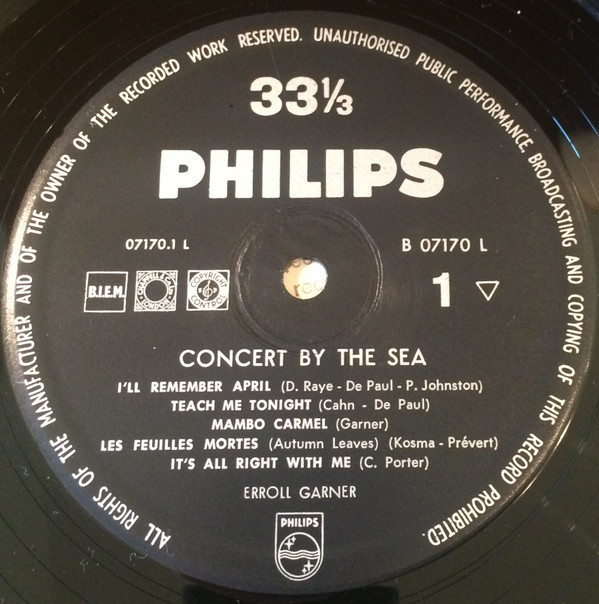 ALL RIGHTS OF THE MANUFACTURER AND OF THE OWNER OF THE RECORDED WORK RESERVED. UNAUTHORISED PUBLIC PERFORMANCE, BROADCASTING AND COPYING OF THIS RECORD PROHIBITED.
33⅓
PHILIPS
07170.1 L
B 07170 L
B.I.E.M.
COPYRIGHT
CONTROL
1
CONCERT BY THE SEA
I'LL REMEMBER APRIL (D. Raye - De Paul - P. Johnston)
TEACH ME TONIGHT (Cahn - De Paul)
MAMBO CARMEL (Garner)
LES FEUILLES MORTES (Autumn Leaves) (Kosma - Prévert)
IT'S ALL RIGHT WITH ME (C. Porter)
ERROLL GARNER
PHILIPS